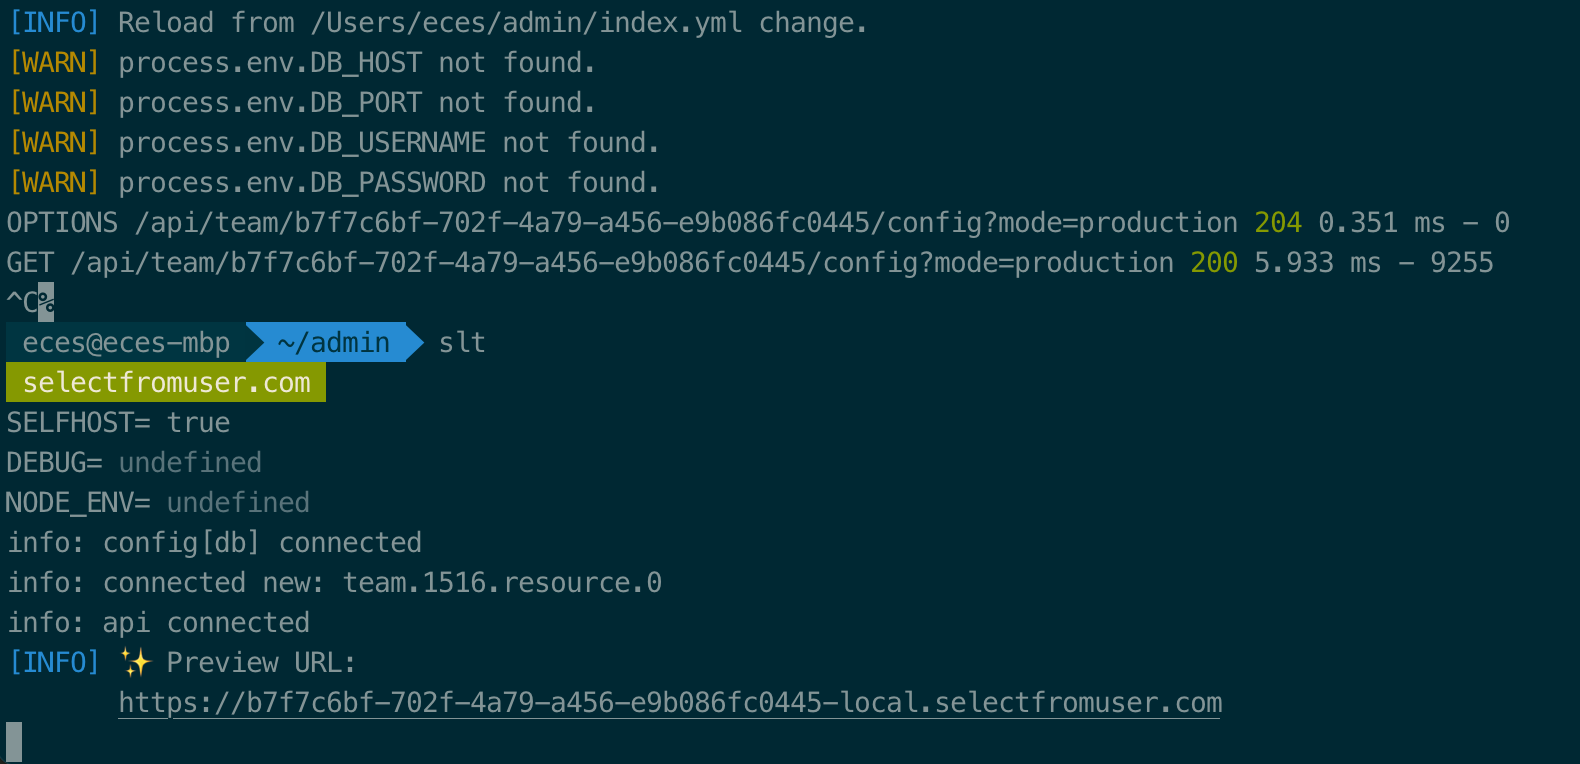 [INFO] Reload from /Users/eces/admin/index.yml change.
[WARN] process.env.DB_HOST not found.
[WARN] process.env.DB_PORT not found.
[WARN] process.env.DB_USERNAME not found.
[WARN] process.env.DB_PASSWORD not found.
OPTIONS /api/team/b7f7c6bf-702f-4a79-a456-e9b086fc0445/config?mode=production 204 0.351 ms - 0
GET /api/team/b7f7c6bf-702f-4a79-a456-e9b086fc0445/config?mode=production 200 5.933 ms - 9255
^C%
eces@eces-mbp ~/admin slt
selectfromuser.com
SELFHOST= true
DEBUG= undefined
NODE_ENV= undefined
info: config[db] connected
info: connected new: team.1516.resource.0
info: api connected
[INFO] ✨ Preview URL:
https://b7f7c6bf-702f-4a79-a456-e9b086fc0445-local.selectfromuser.com